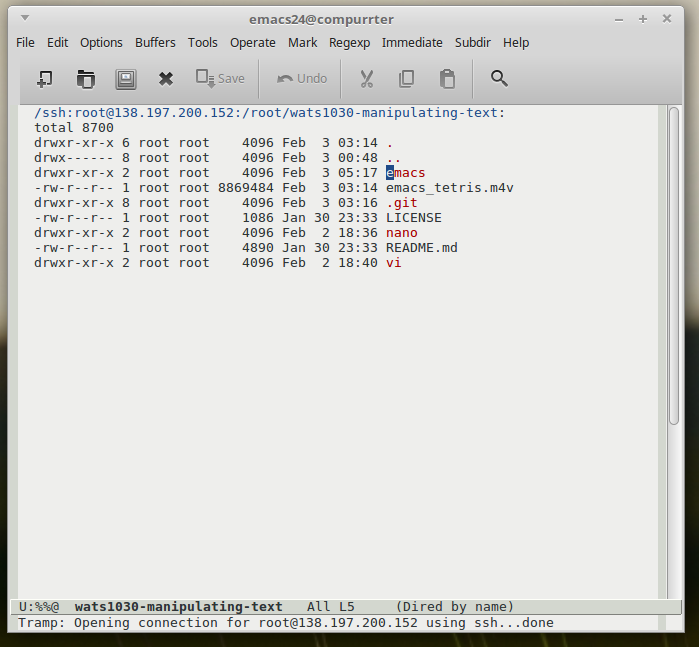 emacs24@compurrter
File Edit Options Buffers Tools Operate Mark Regexp Immediate Subdir Help
Save Undo
/ssh:root@138.197.200.152:/root/wats1030-manipulating-text:
total 8700
drwxr-xr-x 6 root root    4096 Feb  3 03:14 .
drwx------ 8 root root    4096 Feb  3 00:48 ..
drwxr-xr-x 2 root root    4096 Feb  3 05:17 emacs
-rw-r--r-- 1 root root 8869484 Feb  3 03:14 emacs_tetris.m4v
drwxr-xr-x 8 root root    4096 Feb  3 03:16 .git
-rw-r--r-- 1 root root    1086 Jan 30 23:33 LICENSE
drwxr-xr-x 2 root root    4096 Feb  2 18:36 nano
-rw-r--r-- 1 root root    4890 Jan 30 23:33 README.md
drwxr-xr-x 2 root root    4096 Feb  2 18:40 vi
U:%%@  wats1030-manipulating-text   All L5     (Dired by name)
Tramp: Opening connection for root@138.197.200.152 using ssh...done